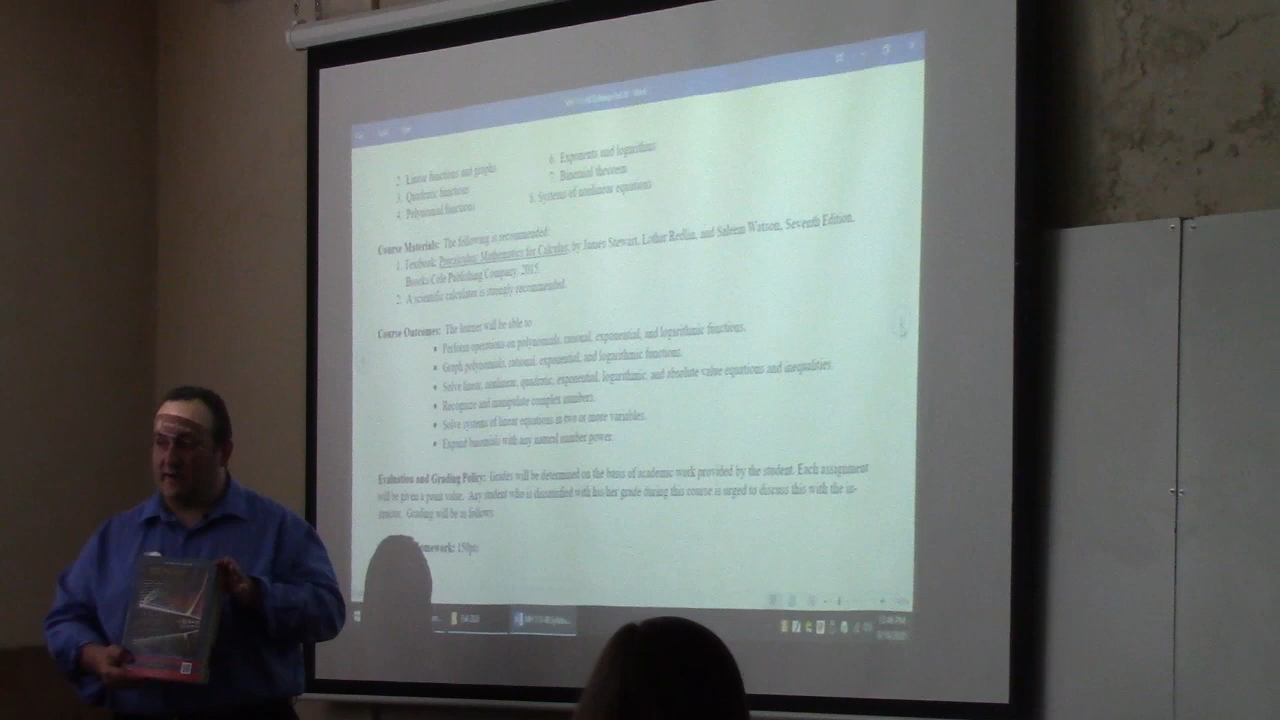 2. Linear functions and graphs
3. Quadratic functions
4. Polynomial functions
6. Exponents and logarithms
7. Binomial theorem
8. Systems of nonlinear equations
Course Materials: The following is recommended:
1. Textbook: Precalculus: Mathematics for Calculus, by James Stewart, Lothar Redlin, and Saleem Watson, Seventh Edition.
Brooks/Cole Publishing Company, 2015.
2. A scientific calculator is strongly recommended.
Course Outcomes: The learner will be able to
• Perform operations on polynomials, rational, exponential, and logarithmic functions.
• Graph polynomials, rational, exponential, and logarithmic functions.
• Solve linear, nonlinear, quadratic, exponential, logarithmic, and absolute value equations and inequalities.
• Recognize and manipulate complex numbers.
• Solve systems of linear equations in two or more variables.
• Expand binomials with any natural number power.
Evaluation and Grading Policy: Grades will be determined on the basis of academic work provided by the student. Each assignment
will be given a point value. Any student who is dissatisfied with his/her grade during this course is urged to discuss this with the in-
structor. Grading will be as follows
omework: 150pts